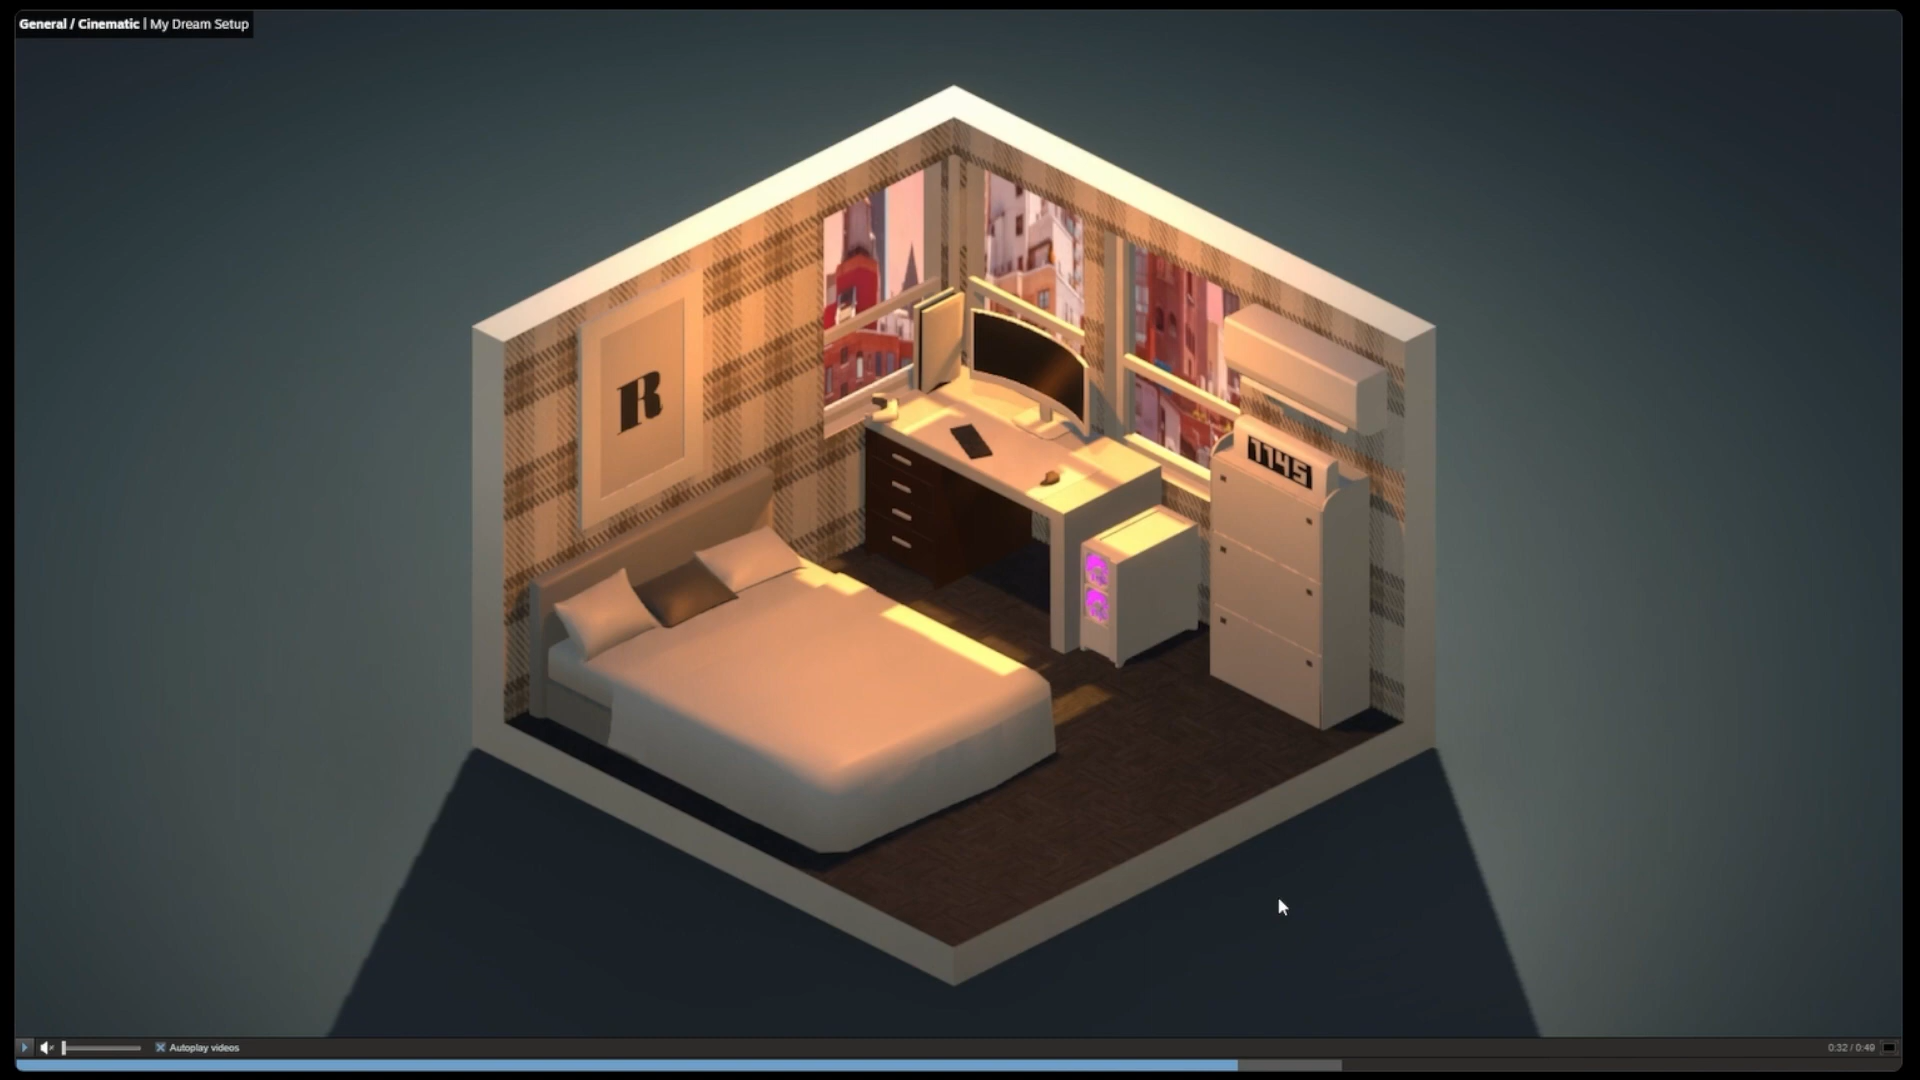 General / Cinematic | My Dream Setup
R
1145
Autoplay videos
0:32 / 0:49